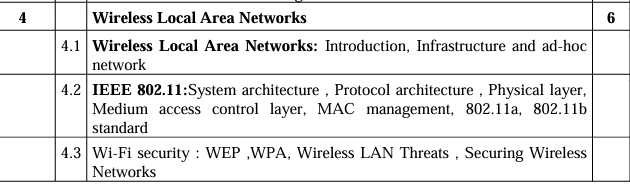 4 Wireless Local Area Networks 6
4.1 Wireless Local Area Networks: Introduction, Infrastructure and ad-hoc
network
4.2 IEEE 802.11:System architecture , Protocol architecture , Physical layer,
Medium access control layer, MAC management, 802.11a, 802.11b
standard
4.3 Wi-Fi security : WEP ,WPA, Wireless LAN Threats , Securing Wireless
Networks